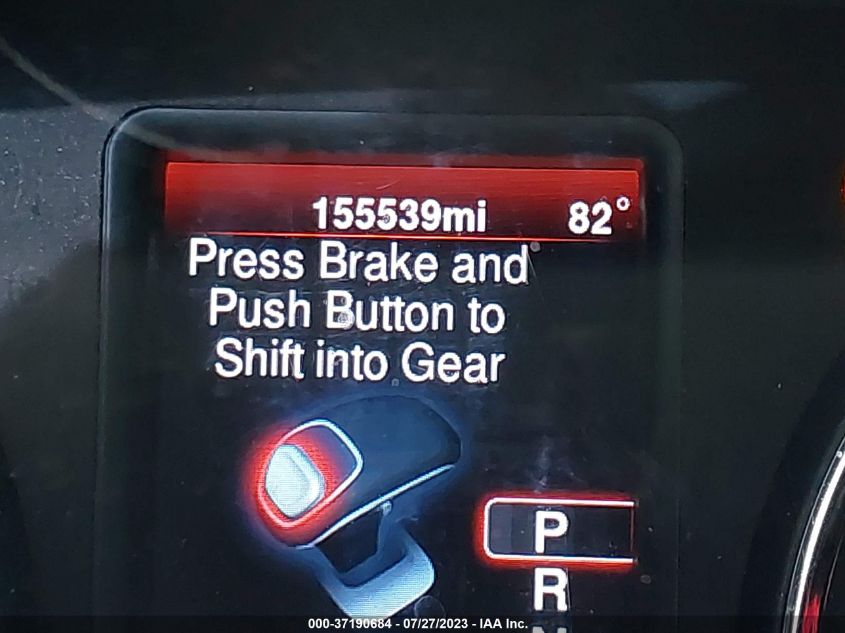 155539mi 82°
Press Brake and
Push Button to
Shift into Gear
P
R
N
000-37190684 - 07/27/2023 - IAA Inc.